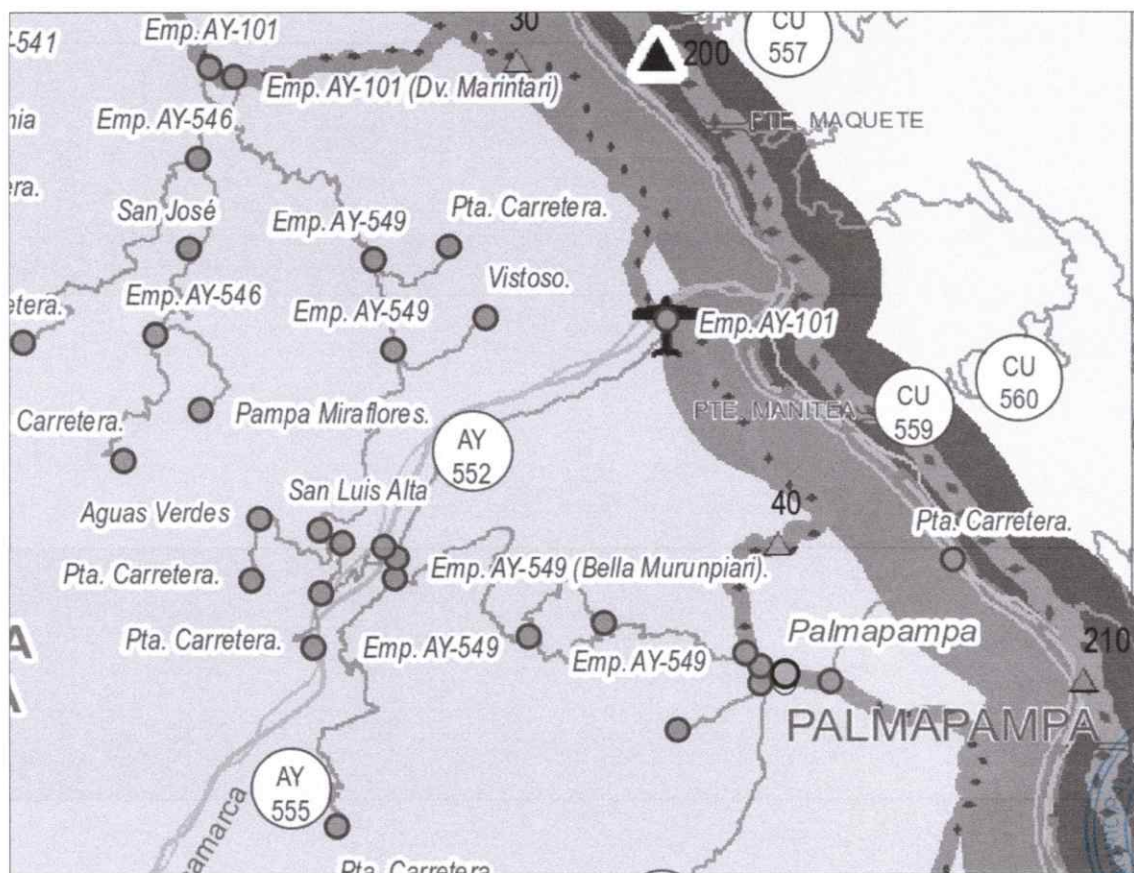 Emp. AY-101
30
200
CU
557
-541
Emp. AY-101 (Dv. Marintari)
Emp. AY-546
PTE. MAQUETE
San José
Emp. AY-549
Pta. Carretera.
Vistoso.
Emp. AY-546
Emp. AY-549
Emp. AY-101
CU
560
CU
559
Carretera.
Pampa Miraflores.
PTE. MANITEA
AY
552
San Luis Alta
Aguas Verdes
40
Pta. Carretera.
Pta. Carretera.
Emp. AY-549 (Bella Murunpiari).
Pta. Carretera.
Emp. AY-549
Emp. AY-549
Palmapampa
210
PALMAPAMPA
AY
555
amarca
Pta. Carretera